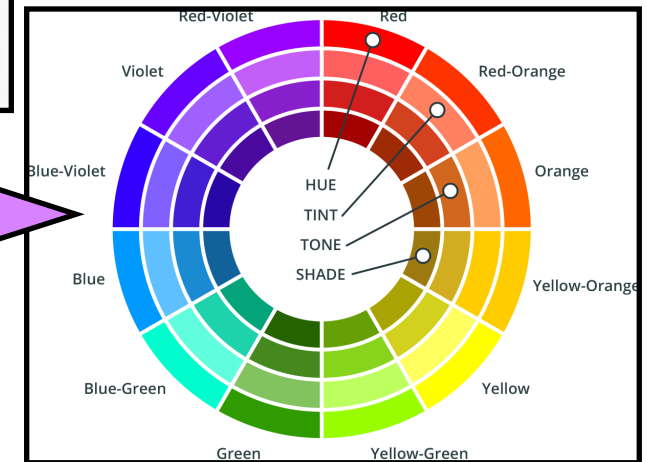 Red-Violet
Red
Violet
Red-Orange
Blue-Violet
Orange
HUE
TINT
TONE
SHADE
Blue
Yellow-Orange
Blue-Green
Yellow
Green
Yellow-Green